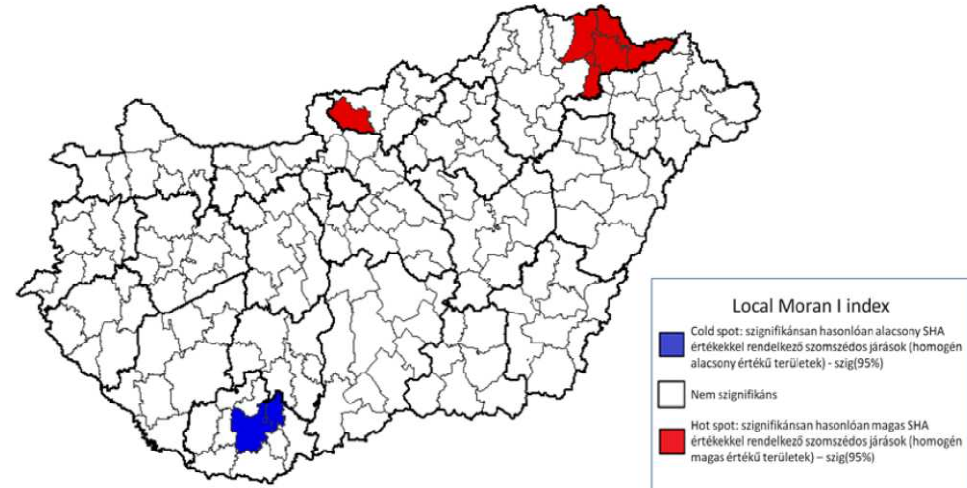 Local Moran I index
Cold spot: szignifikánsan hasonlóan alacsony SHA
értékekkel rendelkező szomszédos járások (homogén
alacsony értékű területek) - szig(95%)
Nem szignifikáns
Hot spot: szignifikánsan hasonlóan magas SHA
értékekkel rendelkező szomszédos járások (homogén
magas értékű területek) – szig(95%)